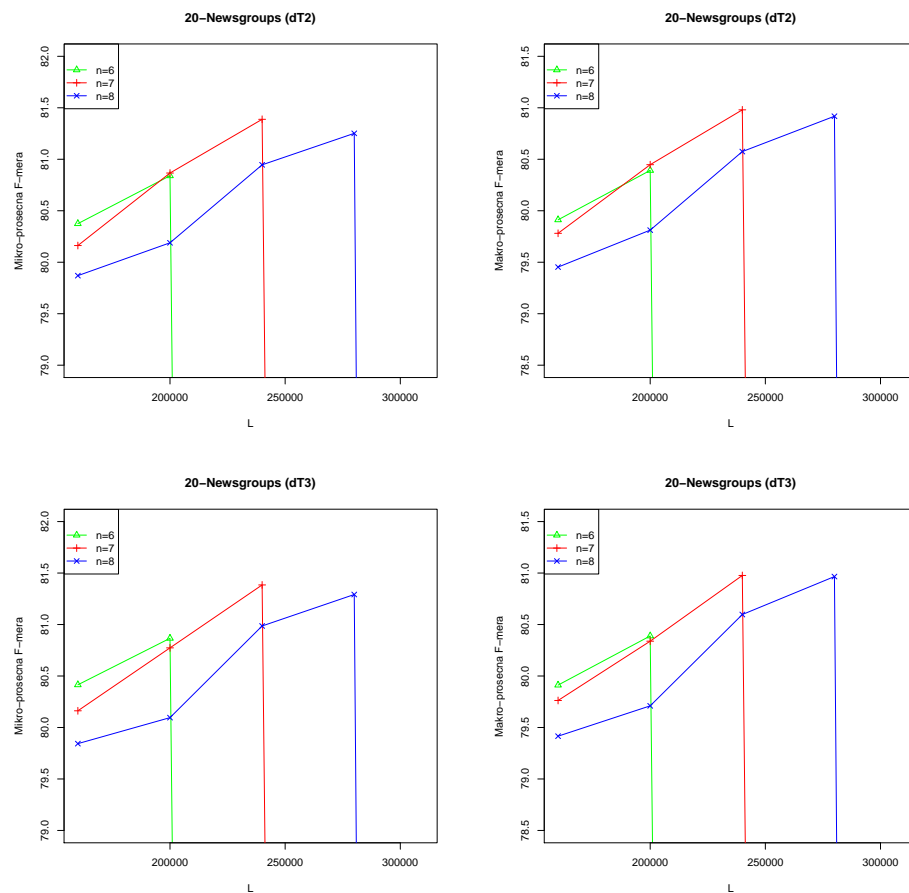 20−Newsgroups (dT2)
Mikro−prosecna F−mera
82.0
81.5
81.0
80.5
80.0
79.5
79.0
n=6
n=7
n=8
200000 250000 300000
L
20−Newsgroups (dT2)
Makro−prosecna F−mera
81.5
81.0
80.5
80.0
79.5
79.0
78.5
n=6
n=7
n=8
200000 250000 300000
L
20−Newsgroups (dT3)
Mikro−prosecna F−mera
82.0
81.5
81.0
80.5
80.0
79.5
79.0
n=6
n=7
n=8
200000 250000 300000
L
20−Newsgroups (dT3)
Makro−prosecna F−mera
81.5
81.0
80.5
80.0
79.5
79.0
78.5
n=6
n=7
n=8
200000 250000 300000
L